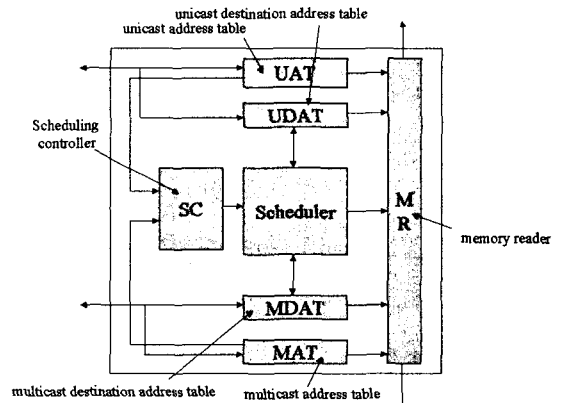 unicast destination address table
unicast address table
UAT
UDAT
Scheduling
controller
SC
Scheduler
M
R
memory reader
MDAT
MAT
multicast destination address table
multicast address table